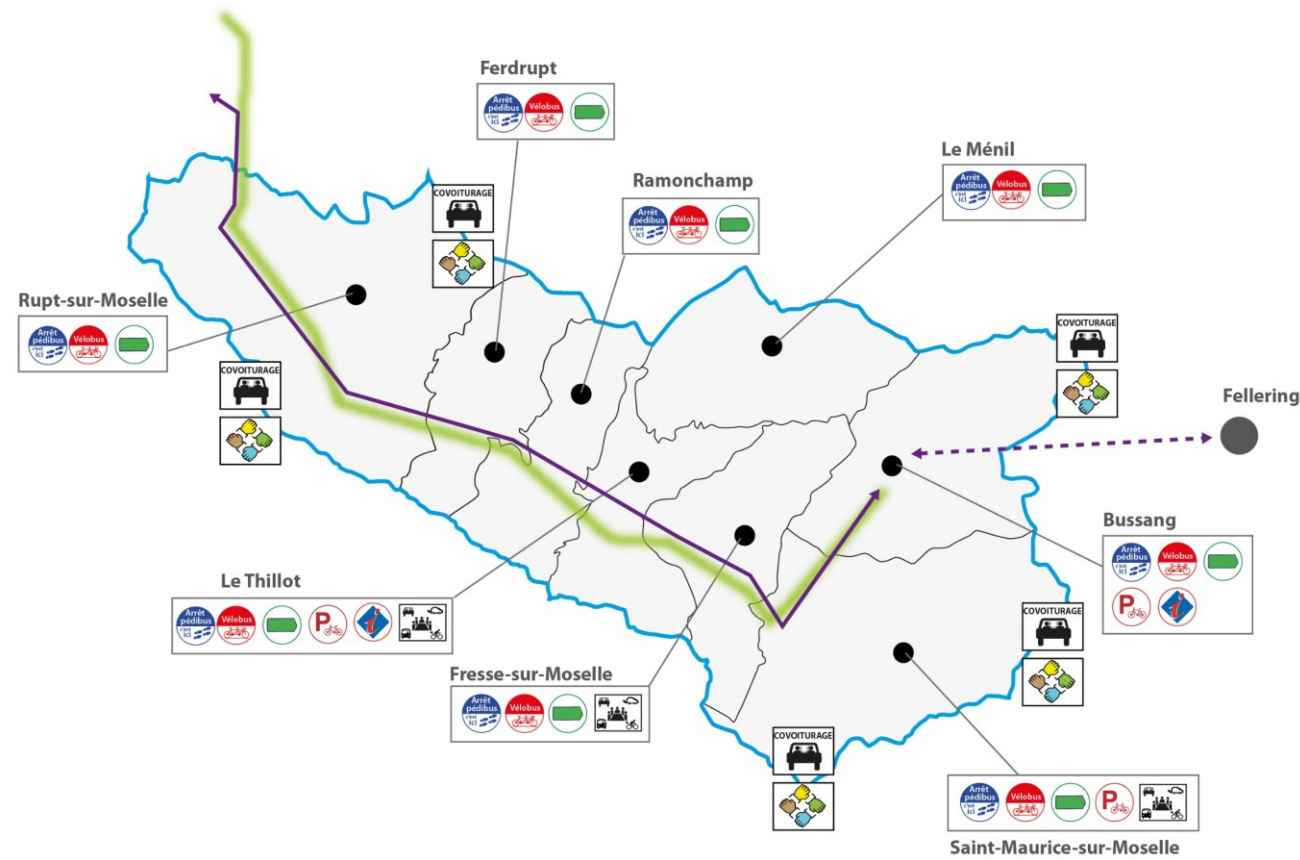 Ferdrupt
Arrêt
pédibus
c'est
ici
Vélobus
Le Ménil
Arrêt
pédibus
c'est
ici
Vélobus
Ramonchamp
Arrêt
pédibus
c'est
ici
Vélobus
COVOITURAGE
Rupt-sur-Moselle
Arrêt
pédibus
c'est
ici
Vélobus
COVOITURAGE
COVOITURAGE
Fellering
Bussang
Arrêt
pédibus
c'est
ici
Vélobus
P
i
Le Thillot
Arrêt
pédibus
c'est
ici
Vélobus
P
i
COVOITURAGE
Fresse-sur-Moselle
Arrêt
pédibus
c'est
ici
Vélobus
COVOITURAGE
Arrêt
pédibus
c'est
ici
Vélobus
P
Saint-Maurice-sur-Moselle